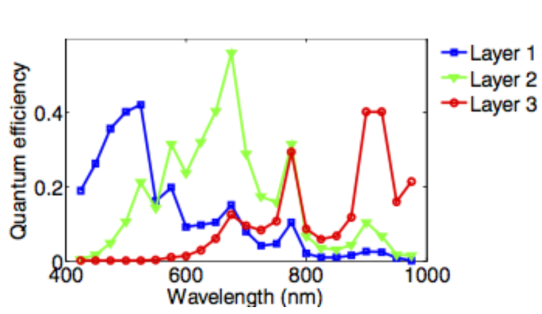 Layer 1
Layer 2
Layer 3
Quantum efficiency
0.4
0.2
0
400
600
800
1000
Wavelength (nm)